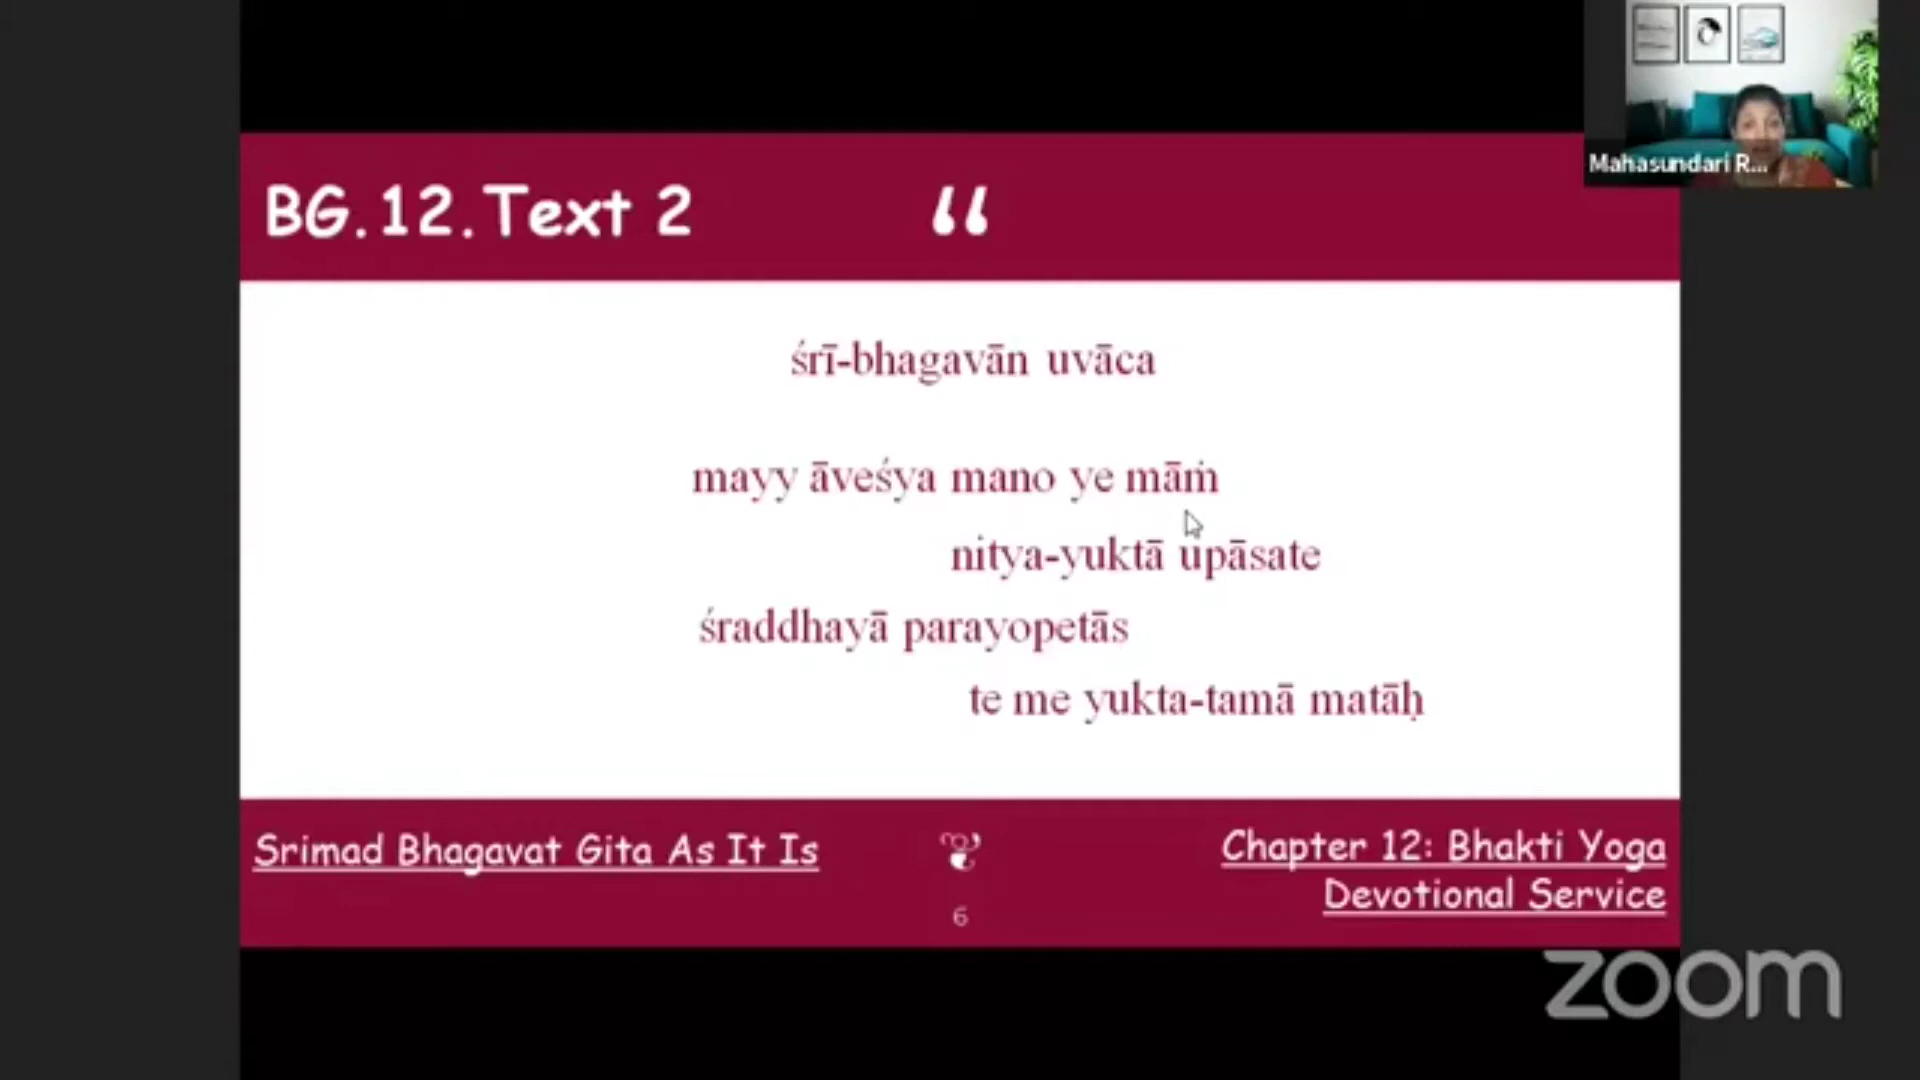 Mahasundari R...
BG.12.Text 2 “
śrī-bhagavān uvāca
mayy āveśya mano ye māṁ
nitya-yuktā upāsate
śraddhayā parayopetās
te me yukta-tamā matāḥ
Srimad Bhagavat Gita As It Is
6
Chapter 12: Bhakti Yoga
Devotional Service
zoom